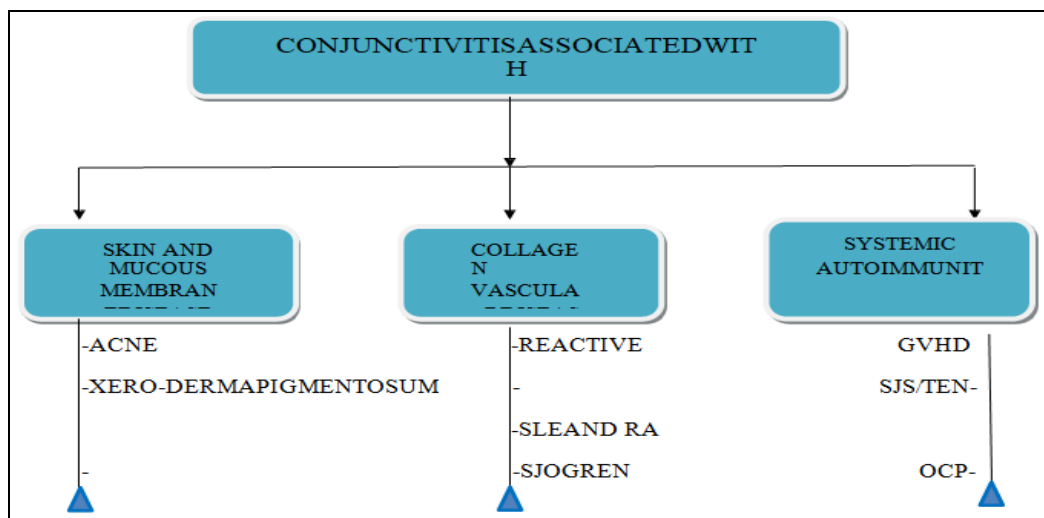 CONJUNCTIVITISASSOCIATEDWIT
H
SKIN AND
MUCOUS
MEMBRAN
COLLAGE
N
VASCULA
SYSTEMIC
AUTOIMMUNIT
-ACNE
-XERO-DERMAPIGMENTOSUM
-
-REACTIVE
-
-SLEAND RA
-SJOGREN
GVHD
SJS/TEN-
OCP-